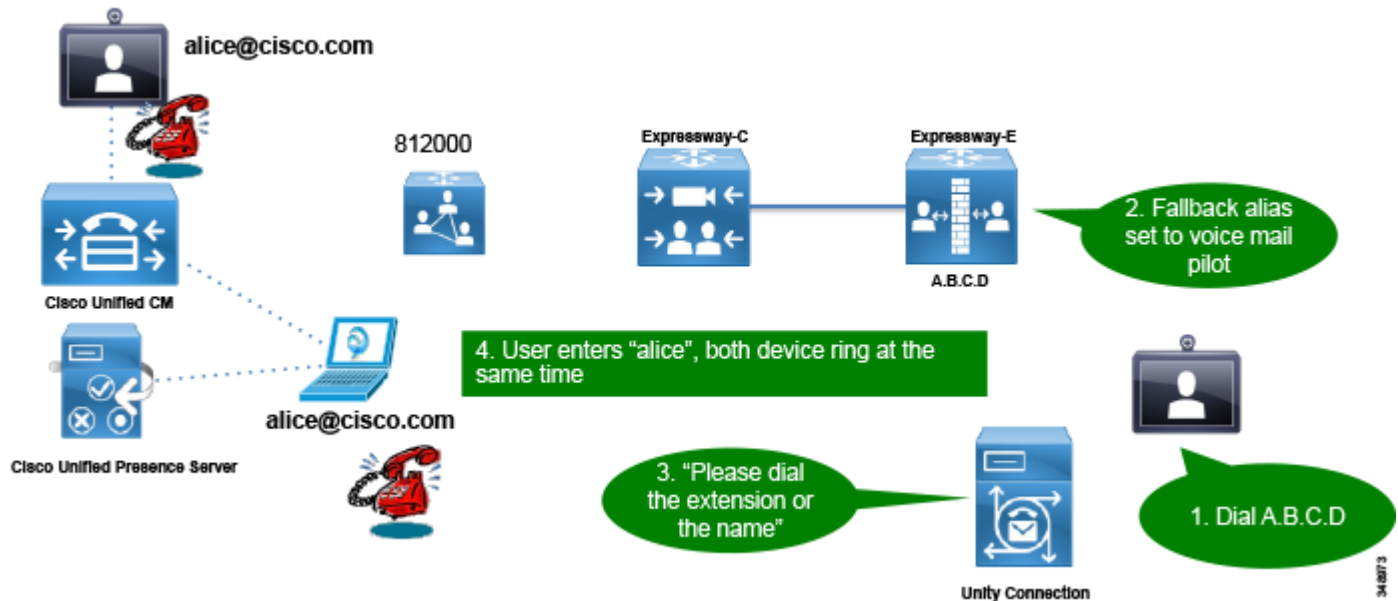 alice@cisco.com
812000
Expressway-C
Expressway-E
2. Fallback alias
set to voice mail
pilot
A.B.C.D
Cisco Unified CM
4. User enters “alice”, both device ring at the
same time
alice@cisco.com
Cisco Unified Presence Server
3. “Please dial
the extension or
the name”
1. Dial A.B.C.D
Unity Connection
348973